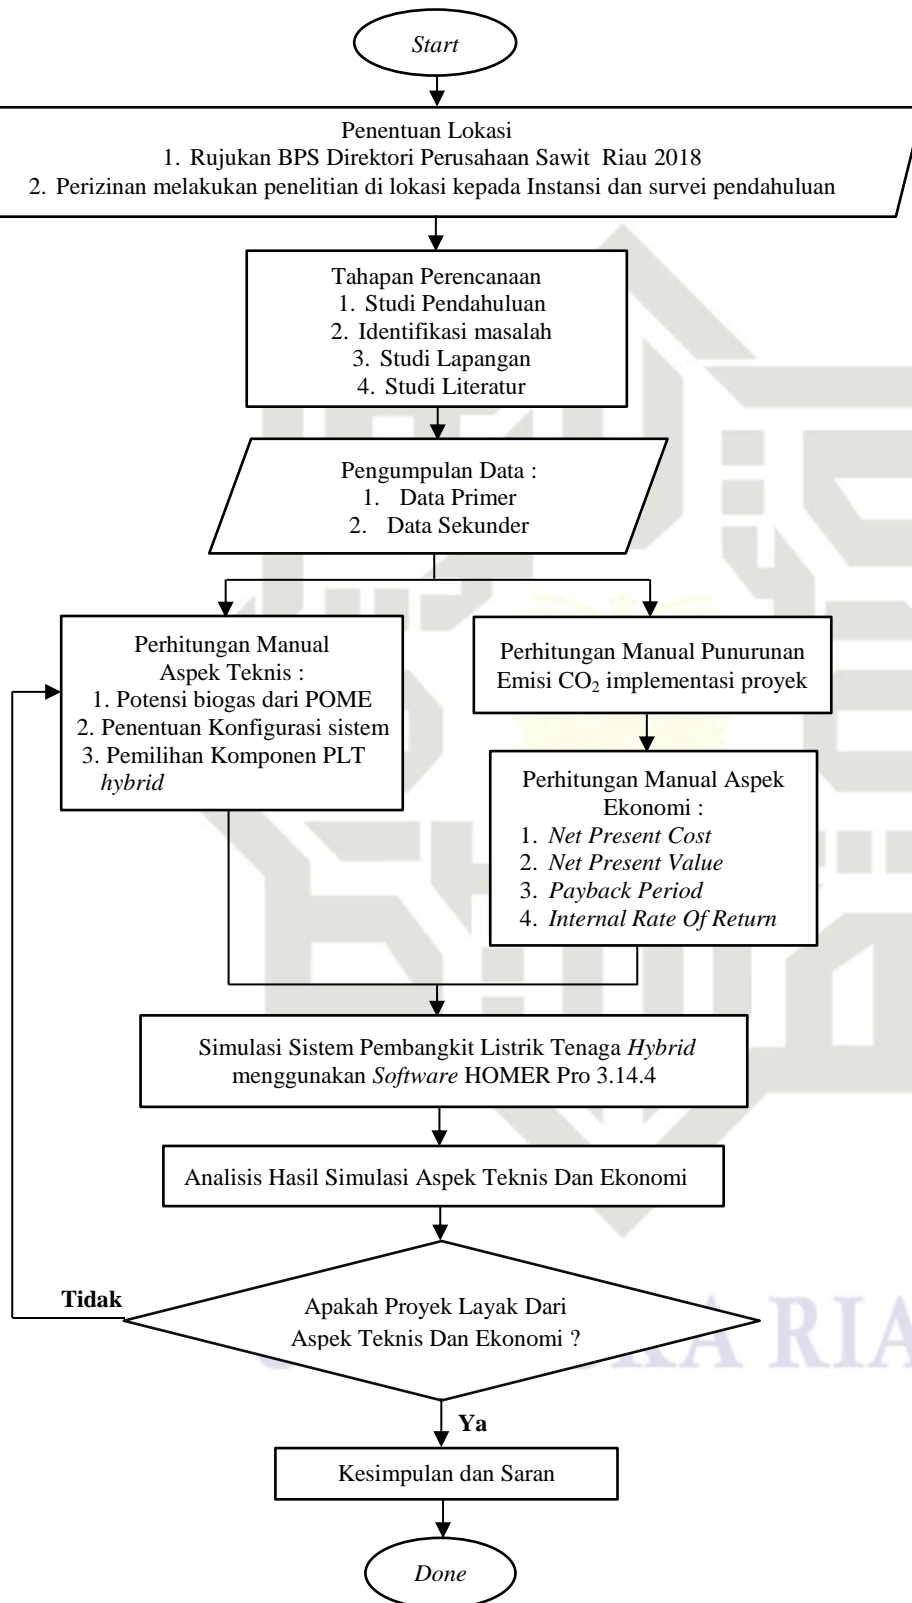 Start
Penentuan Lokasi
1. Rujukan BPS Direktori Perusahaan Sawit Riau 2018
2. Perizinan melakukan penelitian di lokasi kepada Instansi dan survei pendahuluan
Tahapan Perencanaan
1. Studi Pendahuluan
2. Identifikasi masalah
3. Studi Lapangan
4. Studi Literatur
Pengumpulan Data :
1. Data Primer
2. Data Sekunder
Perhitungan Manual
Aspek Teknis :
1. Potensi biogas dari POME
2. Penentuan Konfigurasi sistem
3. Pemilihan Komponen PLT
hybrid
Perhitungan Manual Punurunan
Emisi CO₂ implementasi proyek
Perhitungan Manual Aspek
Ekonomi :
1. Net Present Cost
2. Net Present Value
3. Payback Period
4. Internal Rate Of Return
Simulasi Sistem Pembangkit Listrik Tenaga Hybrid
menggunakan Software HOMER Pro 3.14.4
Analisis Hasil Simulasi Aspek Teknis Dan Ekonomi
Apakah Proyek Layak Dari
Aspek Teknis Dan Ekonomi ?
Tidak
Ya
Kesimpulan dan Saran
Done